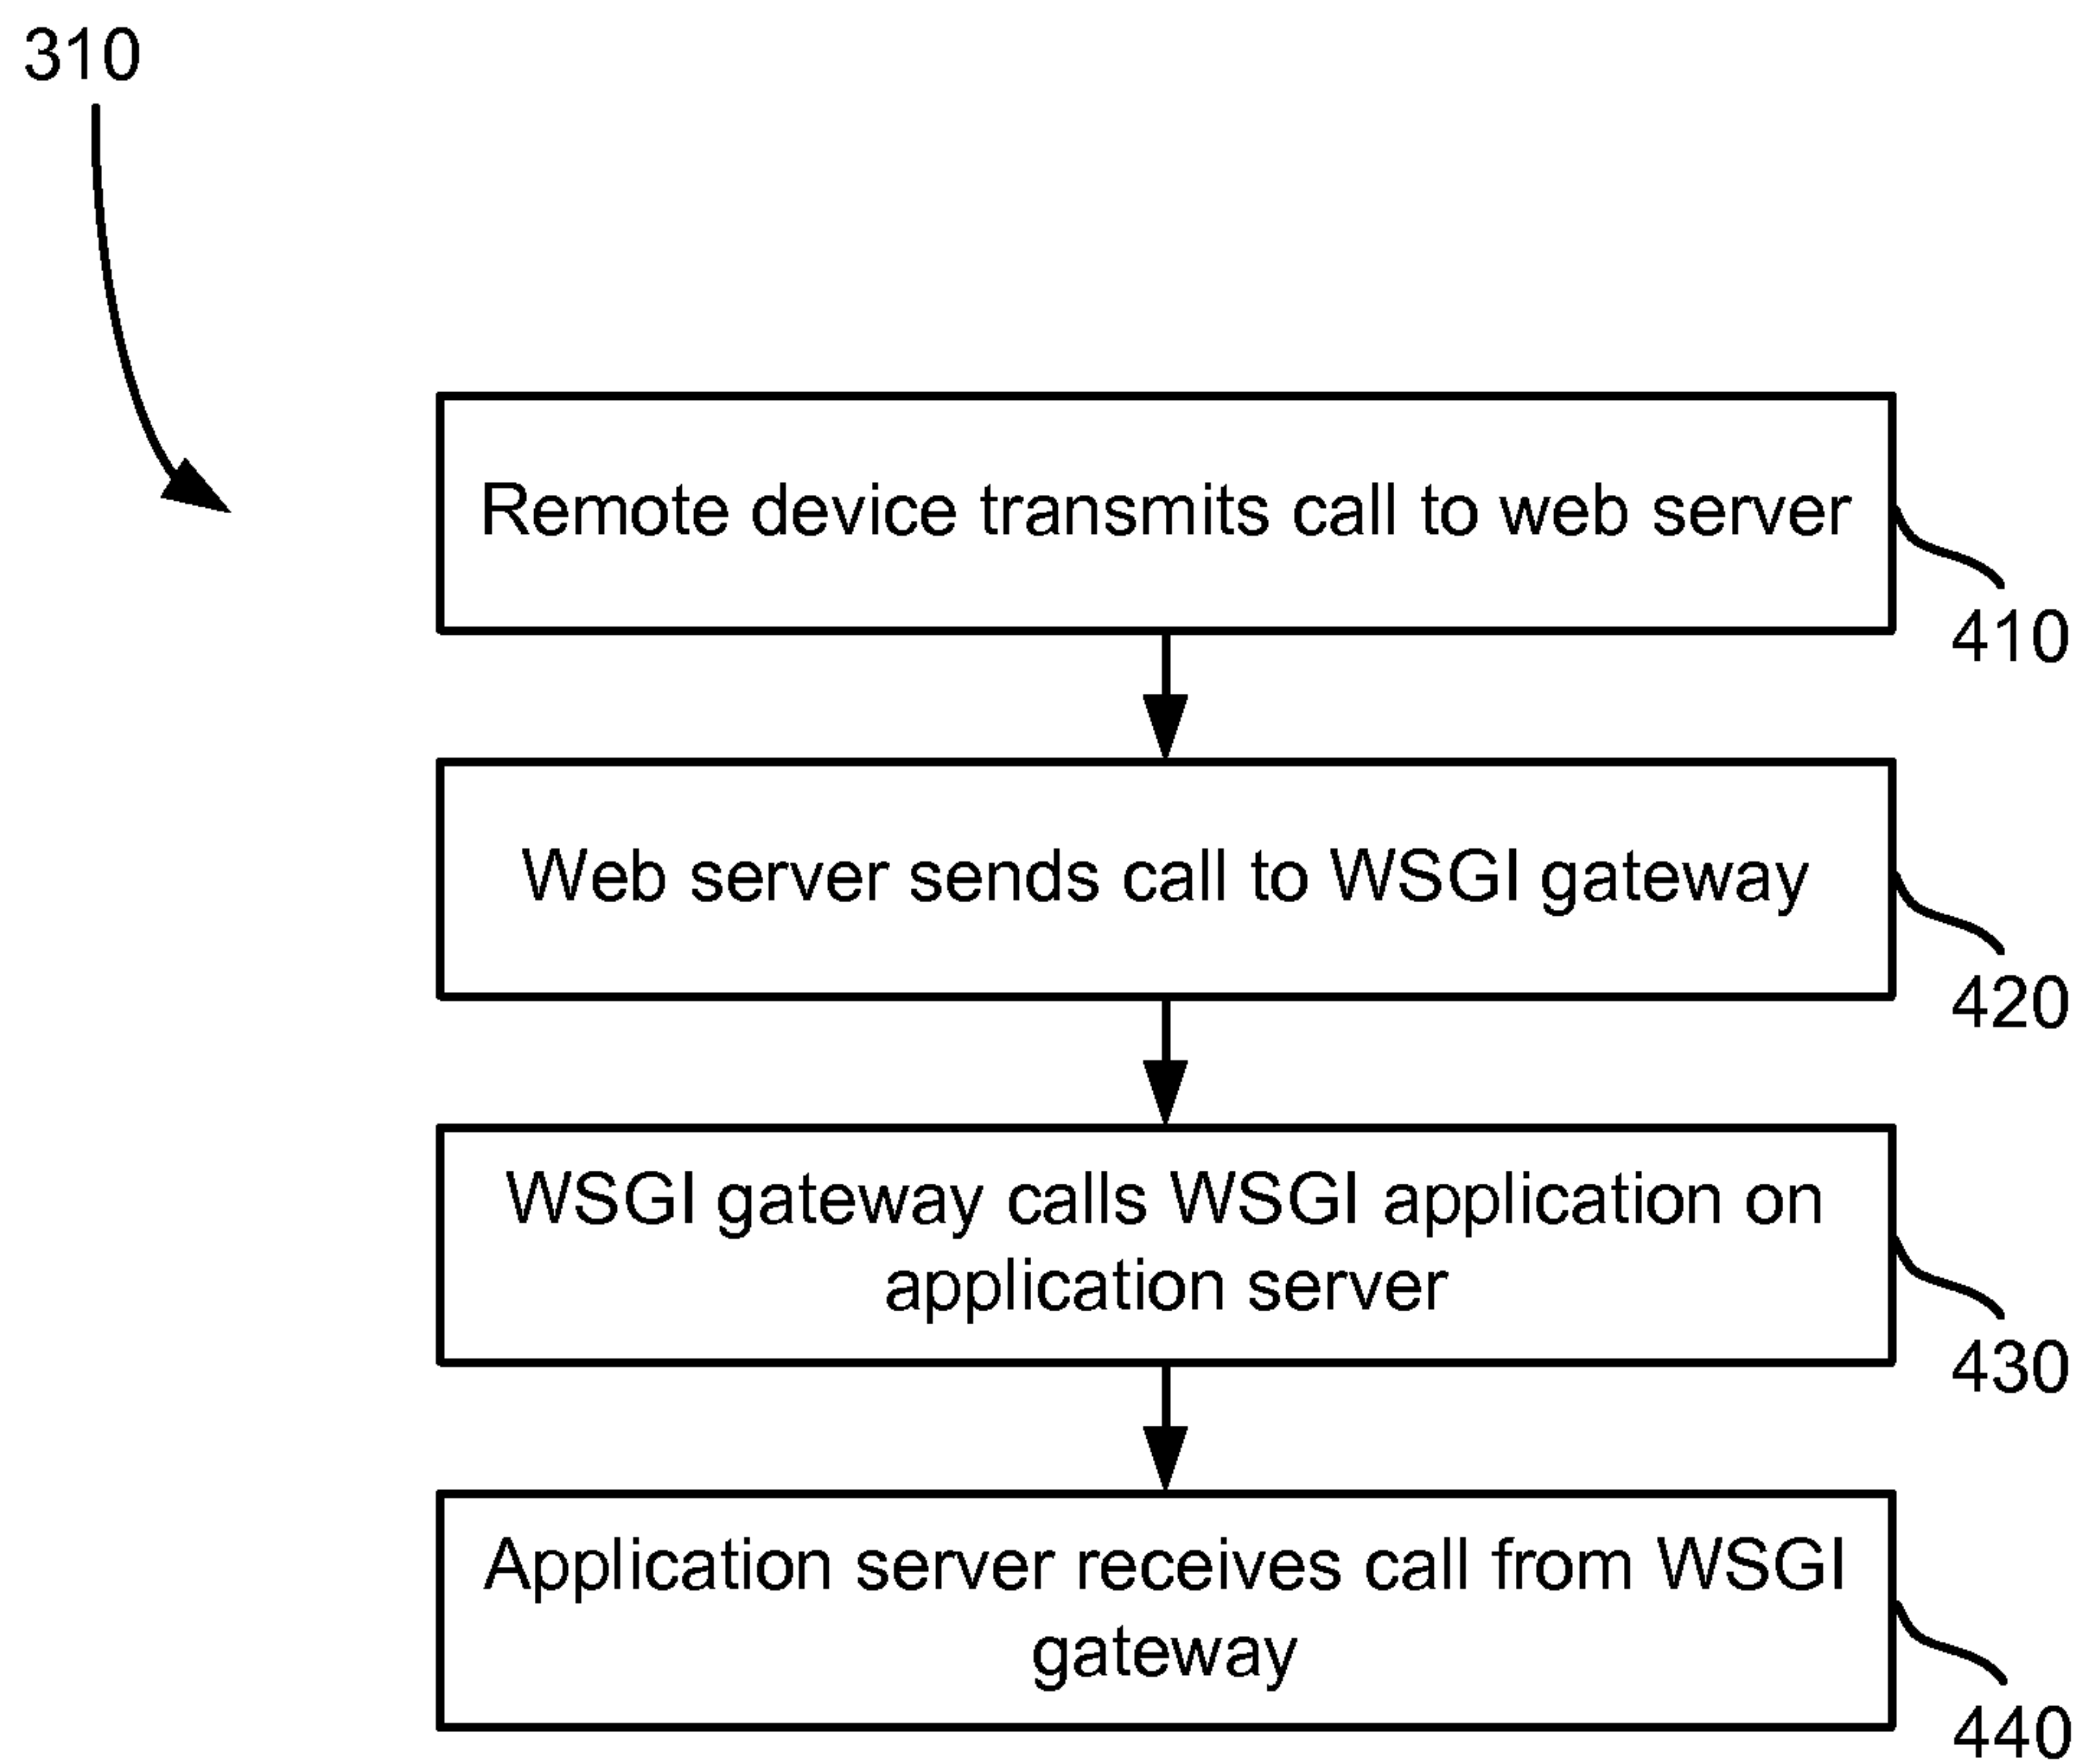 310
Remote device transmits call to web server
410
Web server sends call to WSGI gateway
420
WSGI gateway calls WSGI application on
application server
430
Application server receives call from WSGI
gateway
440